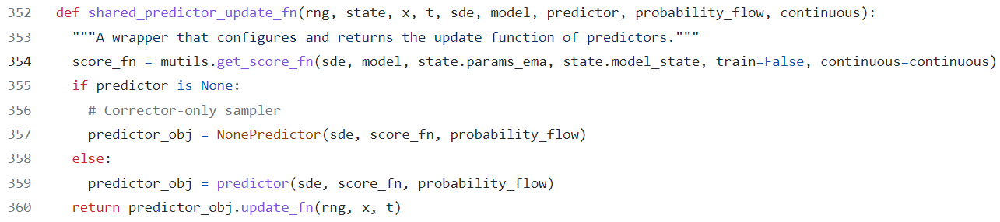 352 def shared_predictor_update_fn(rng, state, x, t, sde, model, predictor, probability_flow, continuous):
353   """A wrapper that configures and returns the update function of predictors."""
354   score_fn = mutils.get_score_fn(sde, model, state.params_ema, state.model_state, train=False, continuous=continuous)
355   if predictor is None:
356     # Corrector-only sampler
357     predictor_obj = NonePredictor(sde, score_fn, probability_flow)
358   else:
359     predictor_obj = predictor(sde, score_fn, probability_flow)
360   return predictor_obj.update_fn(rng, x, t)